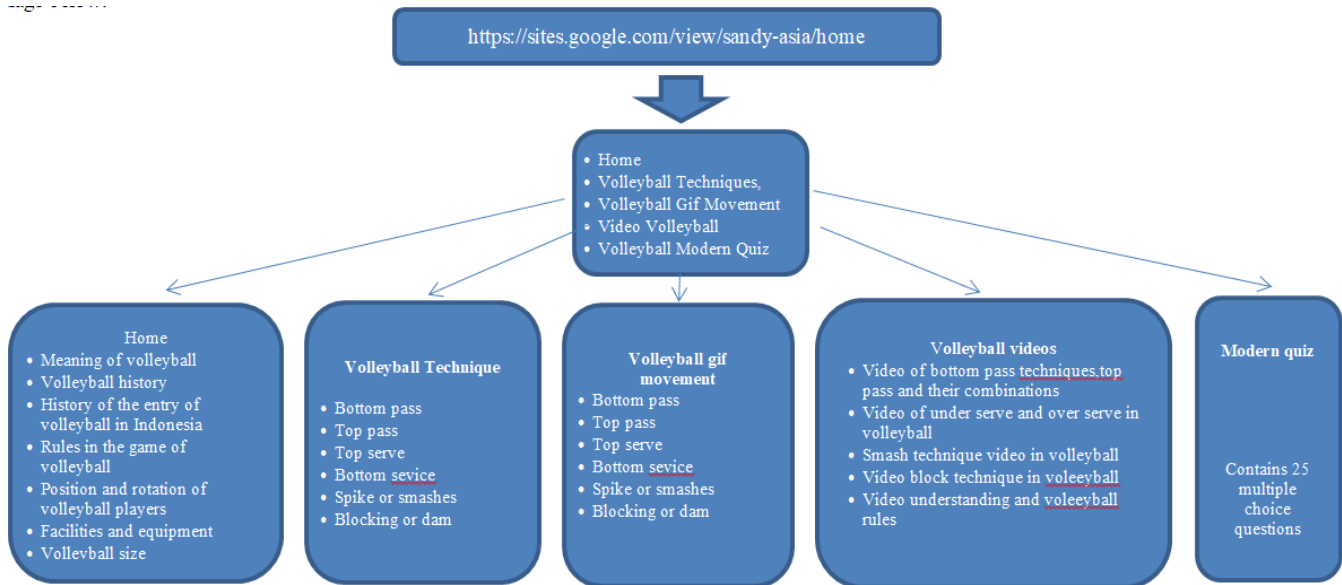 https://sites.google.com/view/sandy-asia/home
• Home
• Volleyball Techniques,
• Volleyball Gif Movement
• Video Volleyball
• Volleyball Modern Quiz
Home
• Meaning of volleyball
• Volleyball history
• History of the entry of
volleyball in Indonesia
• Rules in the game of
volleyball
• Position and rotation of
volleyball players
• Facilities and equipment
• Volleyball size
Volleyball Technique
• Bottom pass
• Top pass
• Top serve
• Bottom sevice
• Spike or smashes
• Blocking or dam
Volleyball gif
movement
• Bottom pass
• Top pass
• Top serve
• Bottom sevice
• Spike or smashes
• Blocking or dam
Volleyball videos
• Video of bottom pass techniques,top
pass and their combinations
• Video of under serve and over serve in
volleyball
• Smash technique video in volleyball
• Video block technique in voleeyball
• Video understanding and voleeyball
rules
Modern quiz
Contains 25
multiple
choice
questions